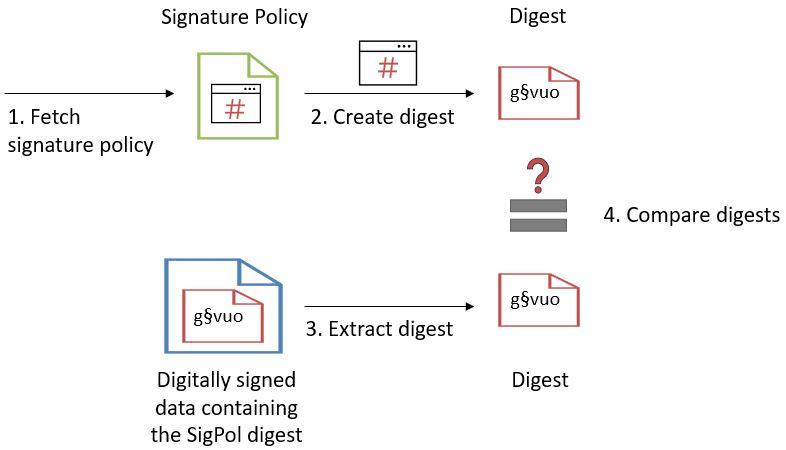 Signature Policy
Digest
#
#
g§vuo
1. Fetch
signature policy
2. Create digest
?
4. Compare digests
g§vuo
g§vuo
3. Extract digest
Digitally signed
data containing
the SigPol digest
Digest